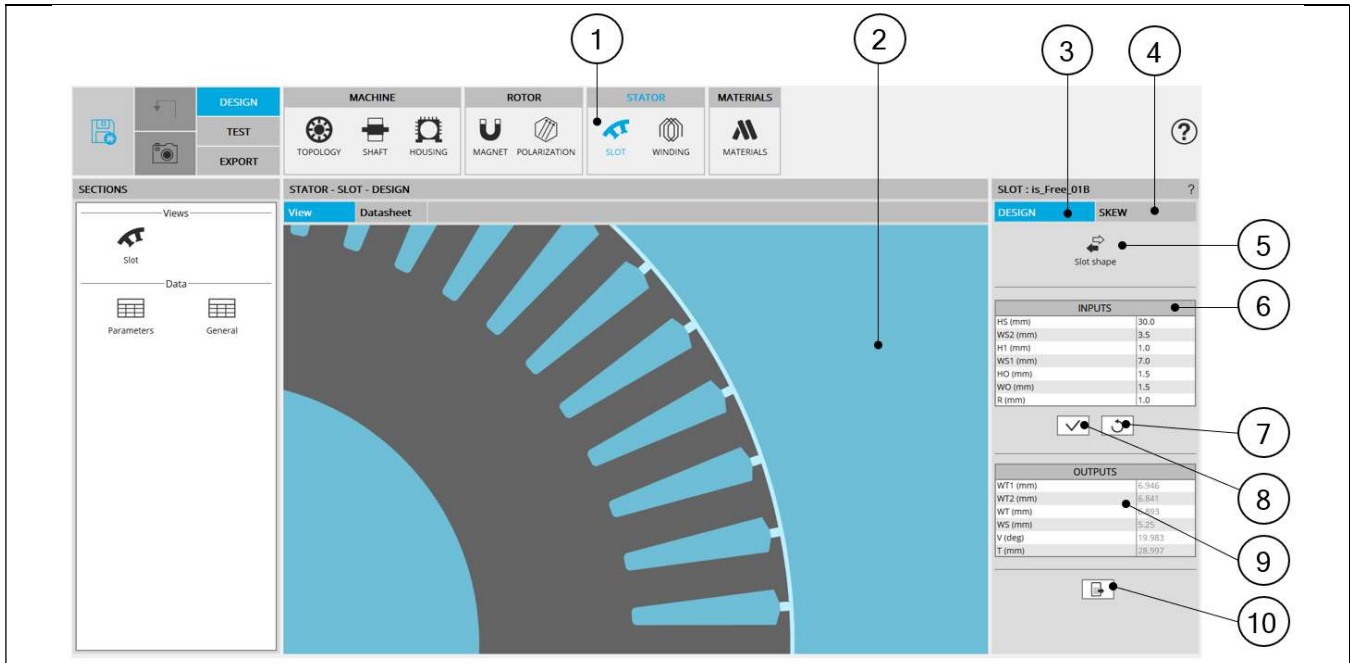 1
2
3
4
DESIGN
TEST
EXPORT
MACHINE
TOPOLOGY SHAFT HOUSING
ROTOR
MAGNET POLARIZATION
STATOR
SLOT WINDING
MATERIALS
MATERIALS
?
SECTIONS
Views
Slot
Data
Parameters General
STATOR - SLOT - DESIGN
View Datasheet
SLOT : is_Free_01B ?
DESIGN SKEW
Slot shape
5
INPUTS
6
HS (mm) 30.0
WS2 (mm) 3.5
H1 (mm) 1.0
WS1 (mm) 7.0
HO (mm) 1.5
WO (mm) 1.5
R (mm) 1.0
7
OUTPUTS
8
WT1 (mm) 6.946
WT2 (mm) 6.841
WT (mm) 6.893
WS (mm) 5.25
V (deg) 19.983
T (mm) 28.997
9
10